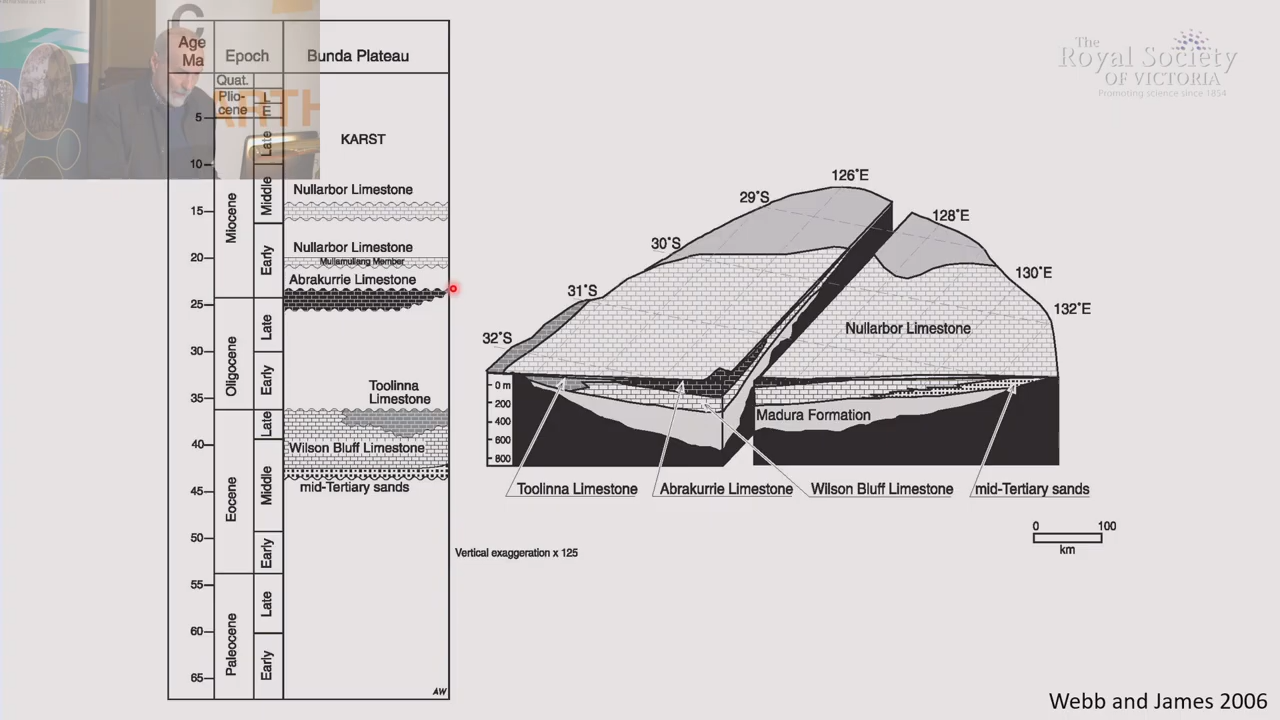 C
Age
Ma
Epoch
Bunda Plateau
Quat.
Plio-
cene
L
E
ARTH
5
Late
KARST
10
Middle
Nullarbor Limestone
15
Miocene
Nullarbor Limestone
20
Early
Mullamullang Member
Abrakurrie Limestone
25
Late
30
Oligocene
Early
Toolinna
Limestone
35
Late
40
Wilson Bluff Limestone
Middle
45
mid-Tertiary sands
Eocene
50
Early
55
Late
60
Paleocene
Early
65
AW
The
Royal Society
OF VICTORIA
Promoting science since 1854
126°E
29°S
128°E
30°S
130°E
31°S
132°E
32°S
Nullarbor Limestone
0 m
200
400
600
800
Madura Formation
Toolinna Limestone
Abrakurrie Limestone
Wilson Bluff Limestone
mid-Tertiary sands
0 100
km
Vertical exaggeration x 125
Webb and James 2006